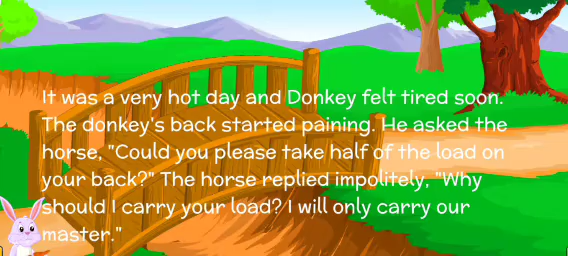 It was a very hot day and Donkey felt tired soon.
The donkey's back started paining. He asked the
horse, "Could you please take half of the load on
your back?" The horse replied impolitely, "Why
should I carry your load? I will only carry our
master."